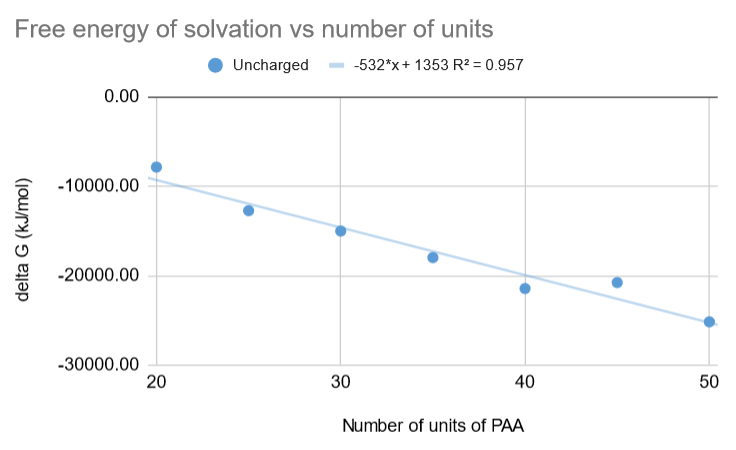 Free energy of solvation vs number of units
Uncharged -532*x + 1353 R² = 0.957
0.00
-10000.00
-20000.00
-30000.00
delta G (kJ/mol)
20 30 40 50
Number of units of PAA